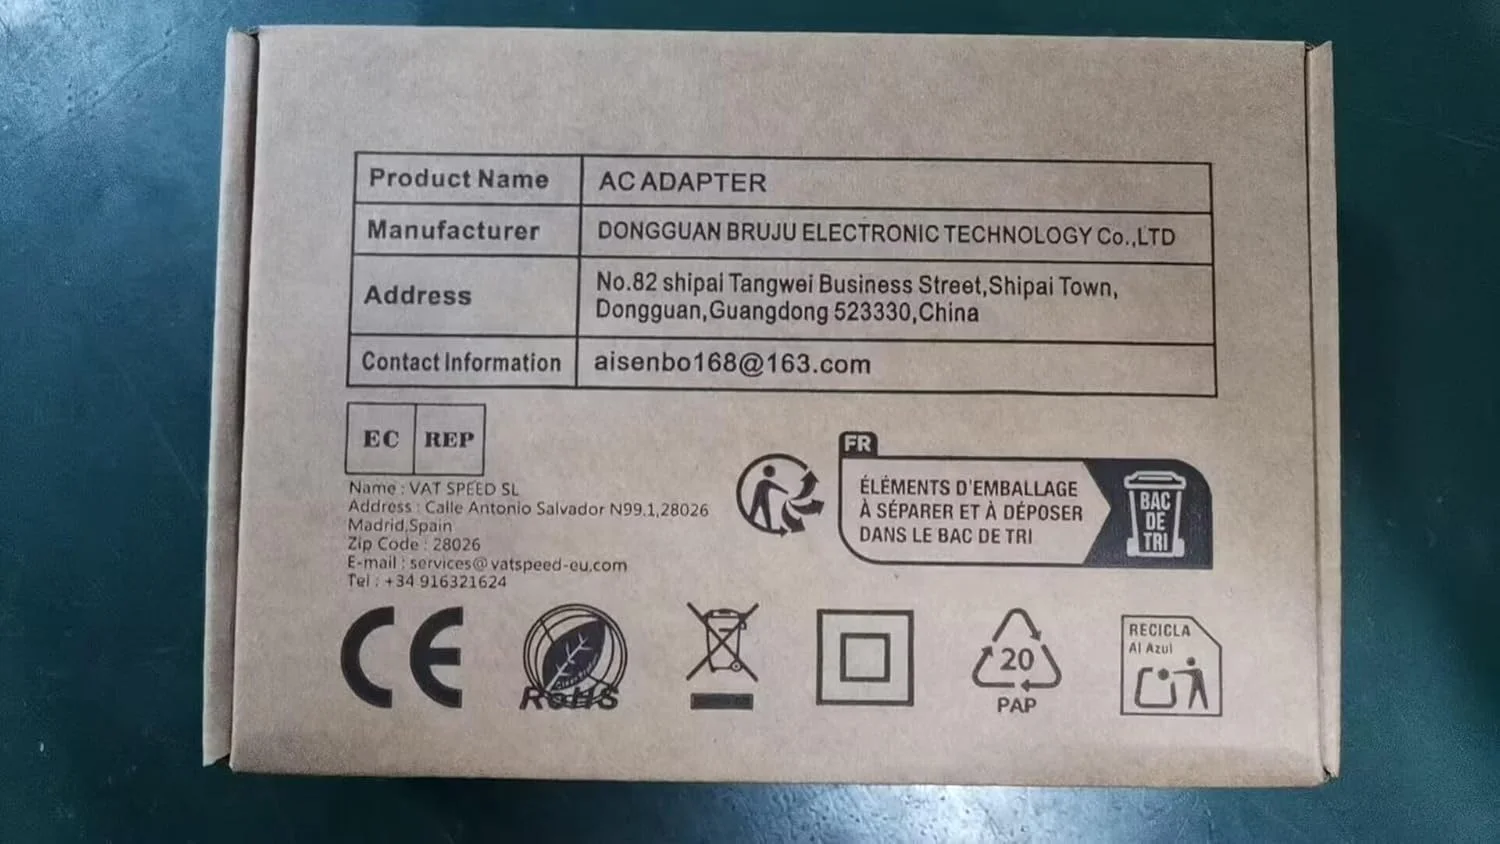 Product Name AC ADAPTER
Manufacturer DONGGUAN BRUJU ELECTRONIC TECHNOLOGY Co.,LTD
Address No.82 shipai Tangwei Business Street,Shipai Town,
Dongguan,Guangdong 523330,China
Contact Information aisenbo168@163.com
EC REP
Name : VAT SPEED SL
Address : Calle Antonio Salvador N99.1,28026
Madrid,Spain
Zip Code : 28026
E-mail : services@vatspeed-eu.com
Tel : +34 916321624
FR
ÉLÉMENTS D'EMBALLAGE
À SÉPARER ET À DÉPOSER
DANS LE BAC DE TRI
BAC
DE
TRI
CE
RoHS
20
PAP
RECICLA
Al Azul